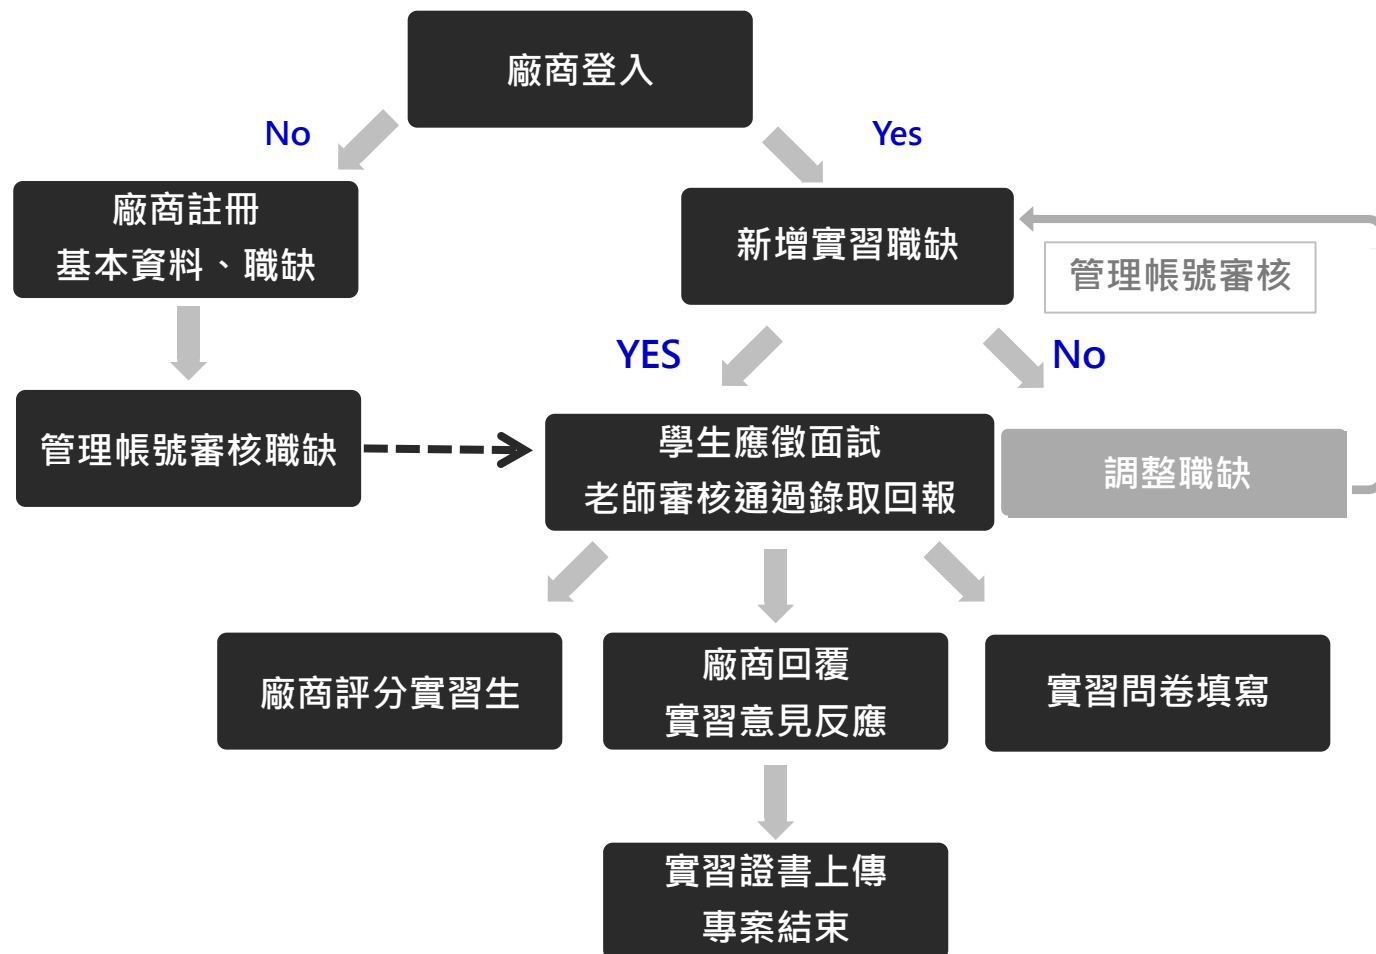 廠商登入
No
Yes
廠商註冊
基本資料、職缺
新增實習職缺
管理帳號審核
YES
No
管理帳號審核職缺
學生應徵面試
老師審核通過錄取回報
調整職缺
廠商評分實習生
廠商回覆
實習意見反應
實習問卷填寫
實習證書上傳
專案結束